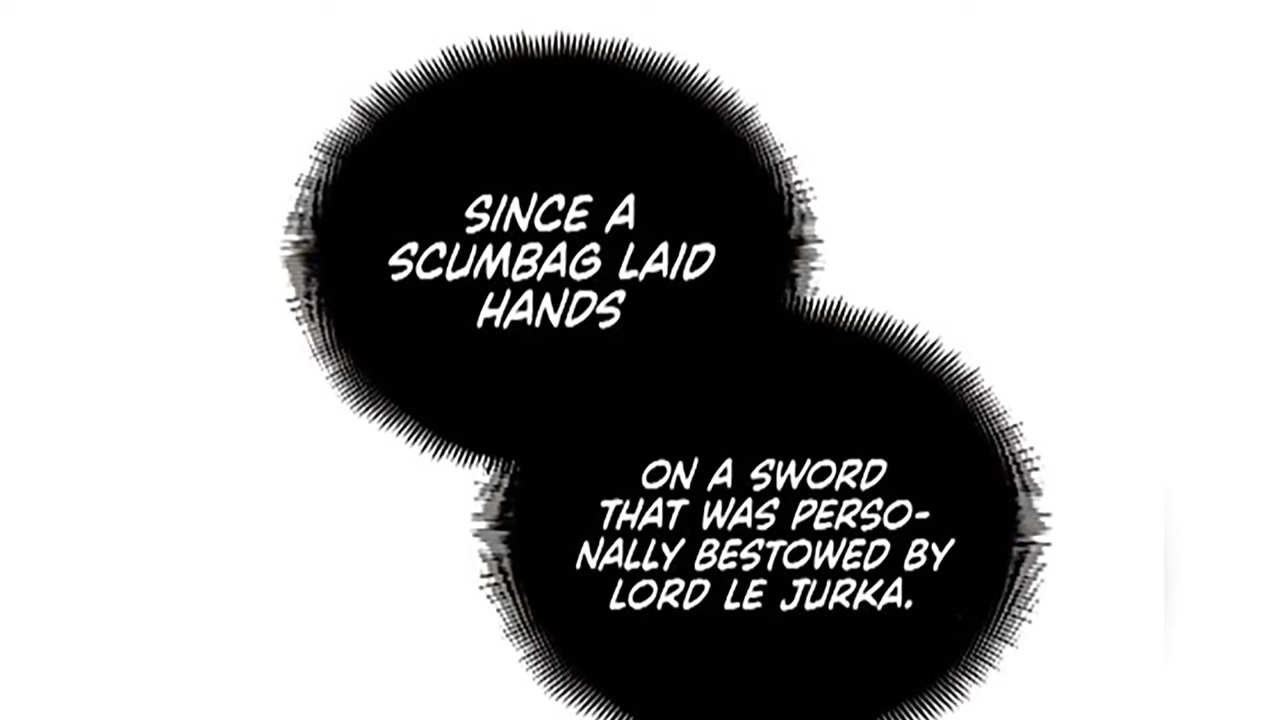 SINCE A
SCUMBAG LAID
HANDS
ON A SWORD
THAT WAS PERSO-
NALLY BESTOWED BY
LORD LE JURKA.